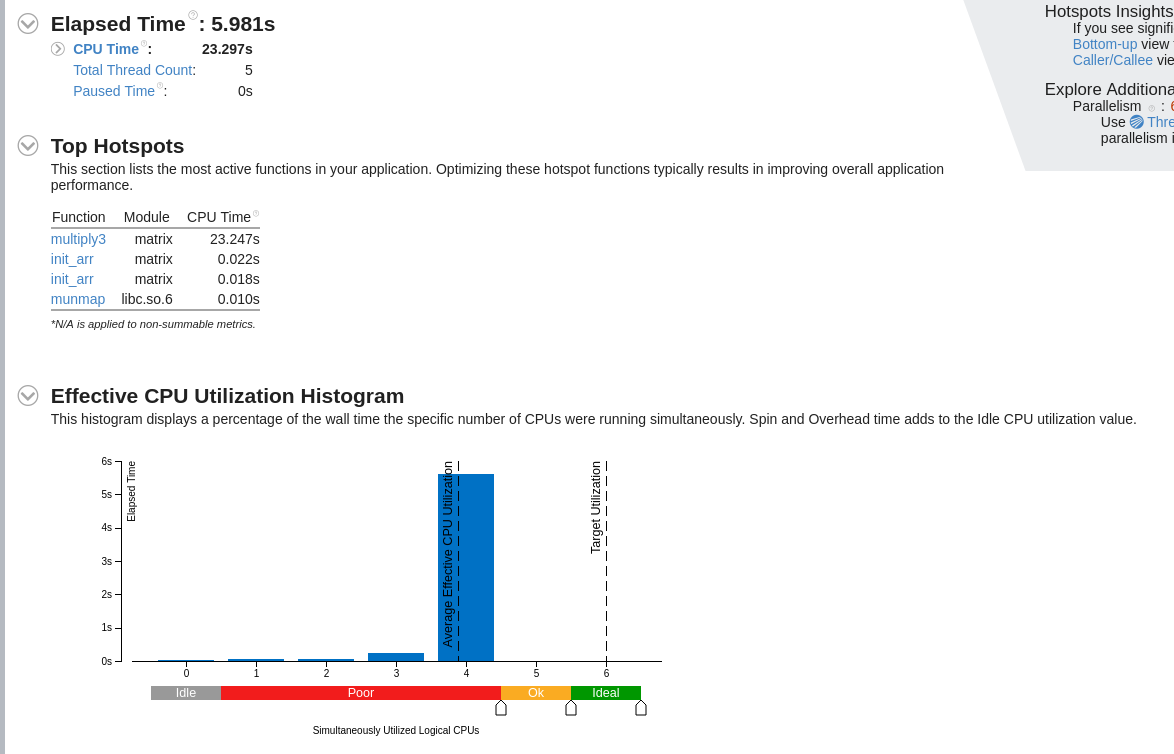 Elapsed Time : 5.981s
CPU Time : 23.297s
Total Thread Count: 5
Paused Time : 0s
Top Hotspots
This section lists the most active functions in your application. Optimizing these hotspot functions typically results in improving overall application
performance.
Function Module CPU Time
multiply3 matrix 23.247s
init_arr matrix 0.022s
init_arr matrix 0.018s
munmap libc.so.6 0.010s
*N/A is applied to non-summable metrics.
Hotspots Insights
If you see signifi
Bottom-up view
Caller/Callee vie
Explore Additiona
Parallelism : 6
Use Thre
parallelism i
Effective CPU Utilization Histogram
This histogram displays a percentage of the wall time the specific number of CPUs were running simultaneously. Spin and Overhead time adds to the Idle CPU utilization value.
6s
5s
4s
3s
2s
1s
0s
Elapsed Time
Average Effective CPU Utilization
Target Utilization
0 1 2 3 4 5 6
Idle Poor Ok Ideal
Simultaneously Utilized Logical CPUs